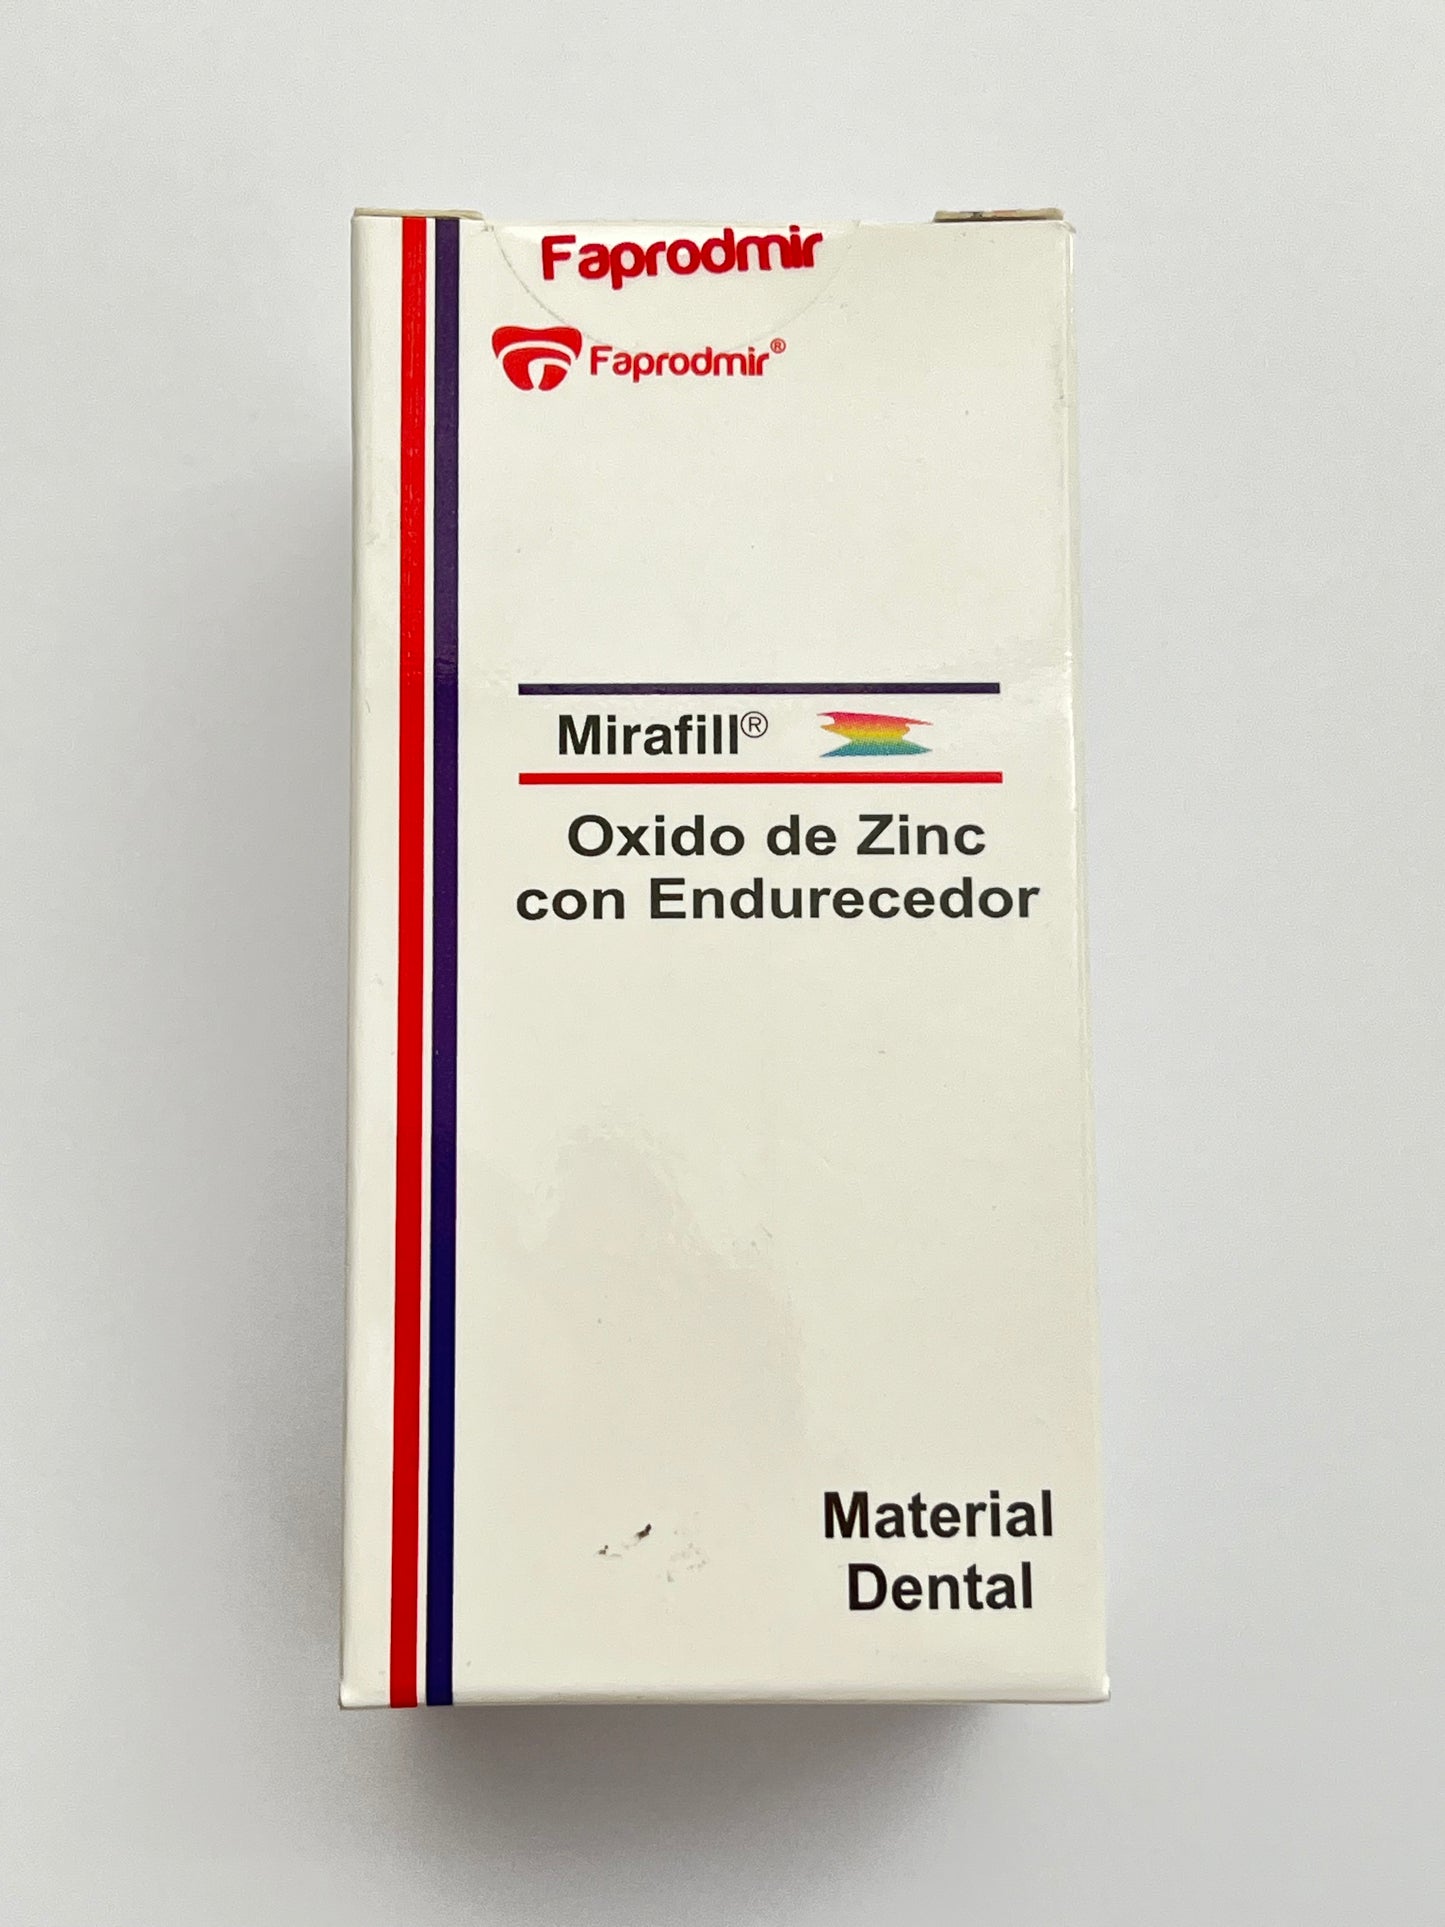 Faprodmir
Faprodmir®
Mirafill®
Oxido de Zinc
con Endurecedor
Material
Dental